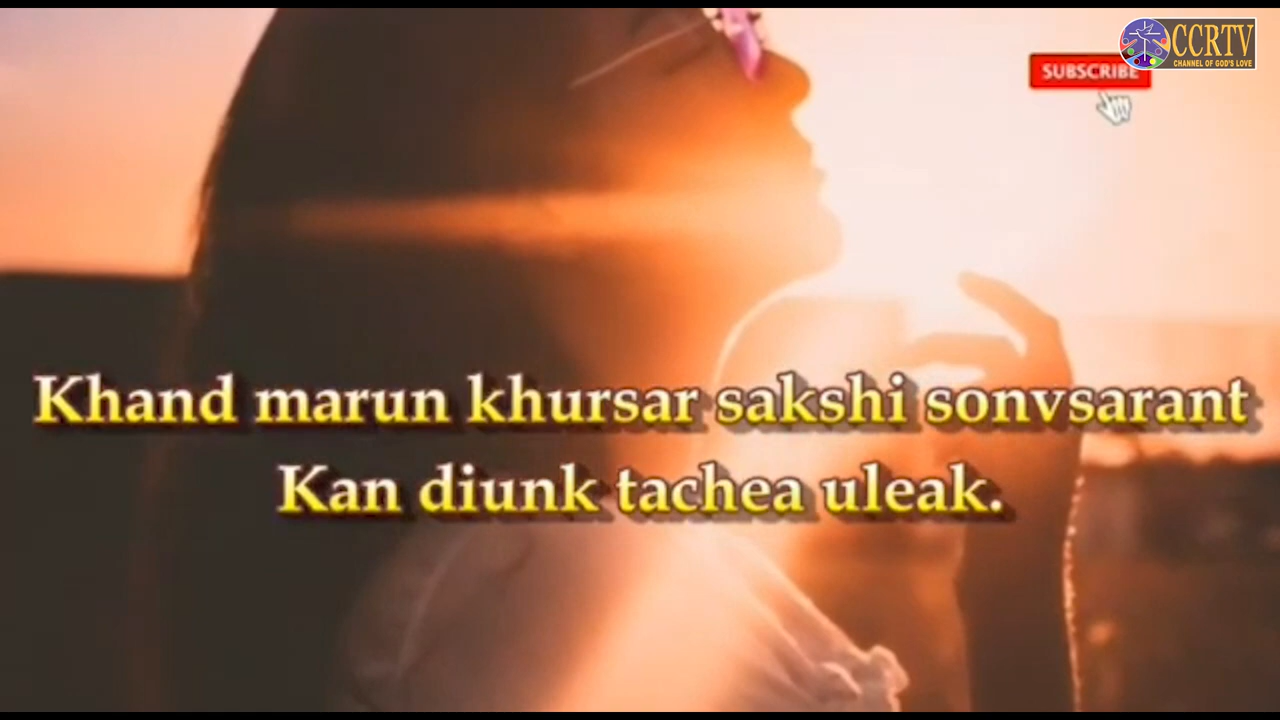 CCRTV
CHANNEL OF GOD'S LOVE
SUBSCRIBE
Khand marun khursar sakshi sonvsarant
Kan diunk tachea uleak.